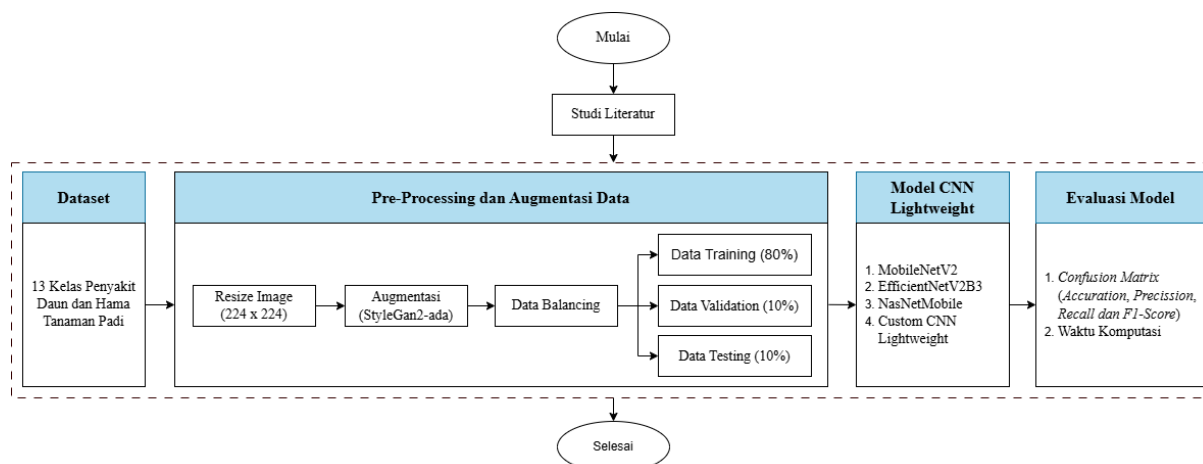 Mulai
Studi Literatur
Dataset
13 Kelas Penyakit
Daun dan Hama
Tanaman Padi
Pre-Processing dan Augmentasi Data
Resize Image
(224 x 224)
Augmentasi
(StyleGan2-ada)
Data Balancing
Data Training (80%)
Data Validation (10%)
Data Testing (10%)
Model CNN
Lightweight
1. MobileNetV2
2. EfficientNetV2B3
3. NasNetMobile
4. Custom CNN
Lightweight
Evaluasi Model
1. Confusion Matrix
(Accuration, Precission,
Recall dan F1-Score)
2. Waktu Komputasi
Selesai